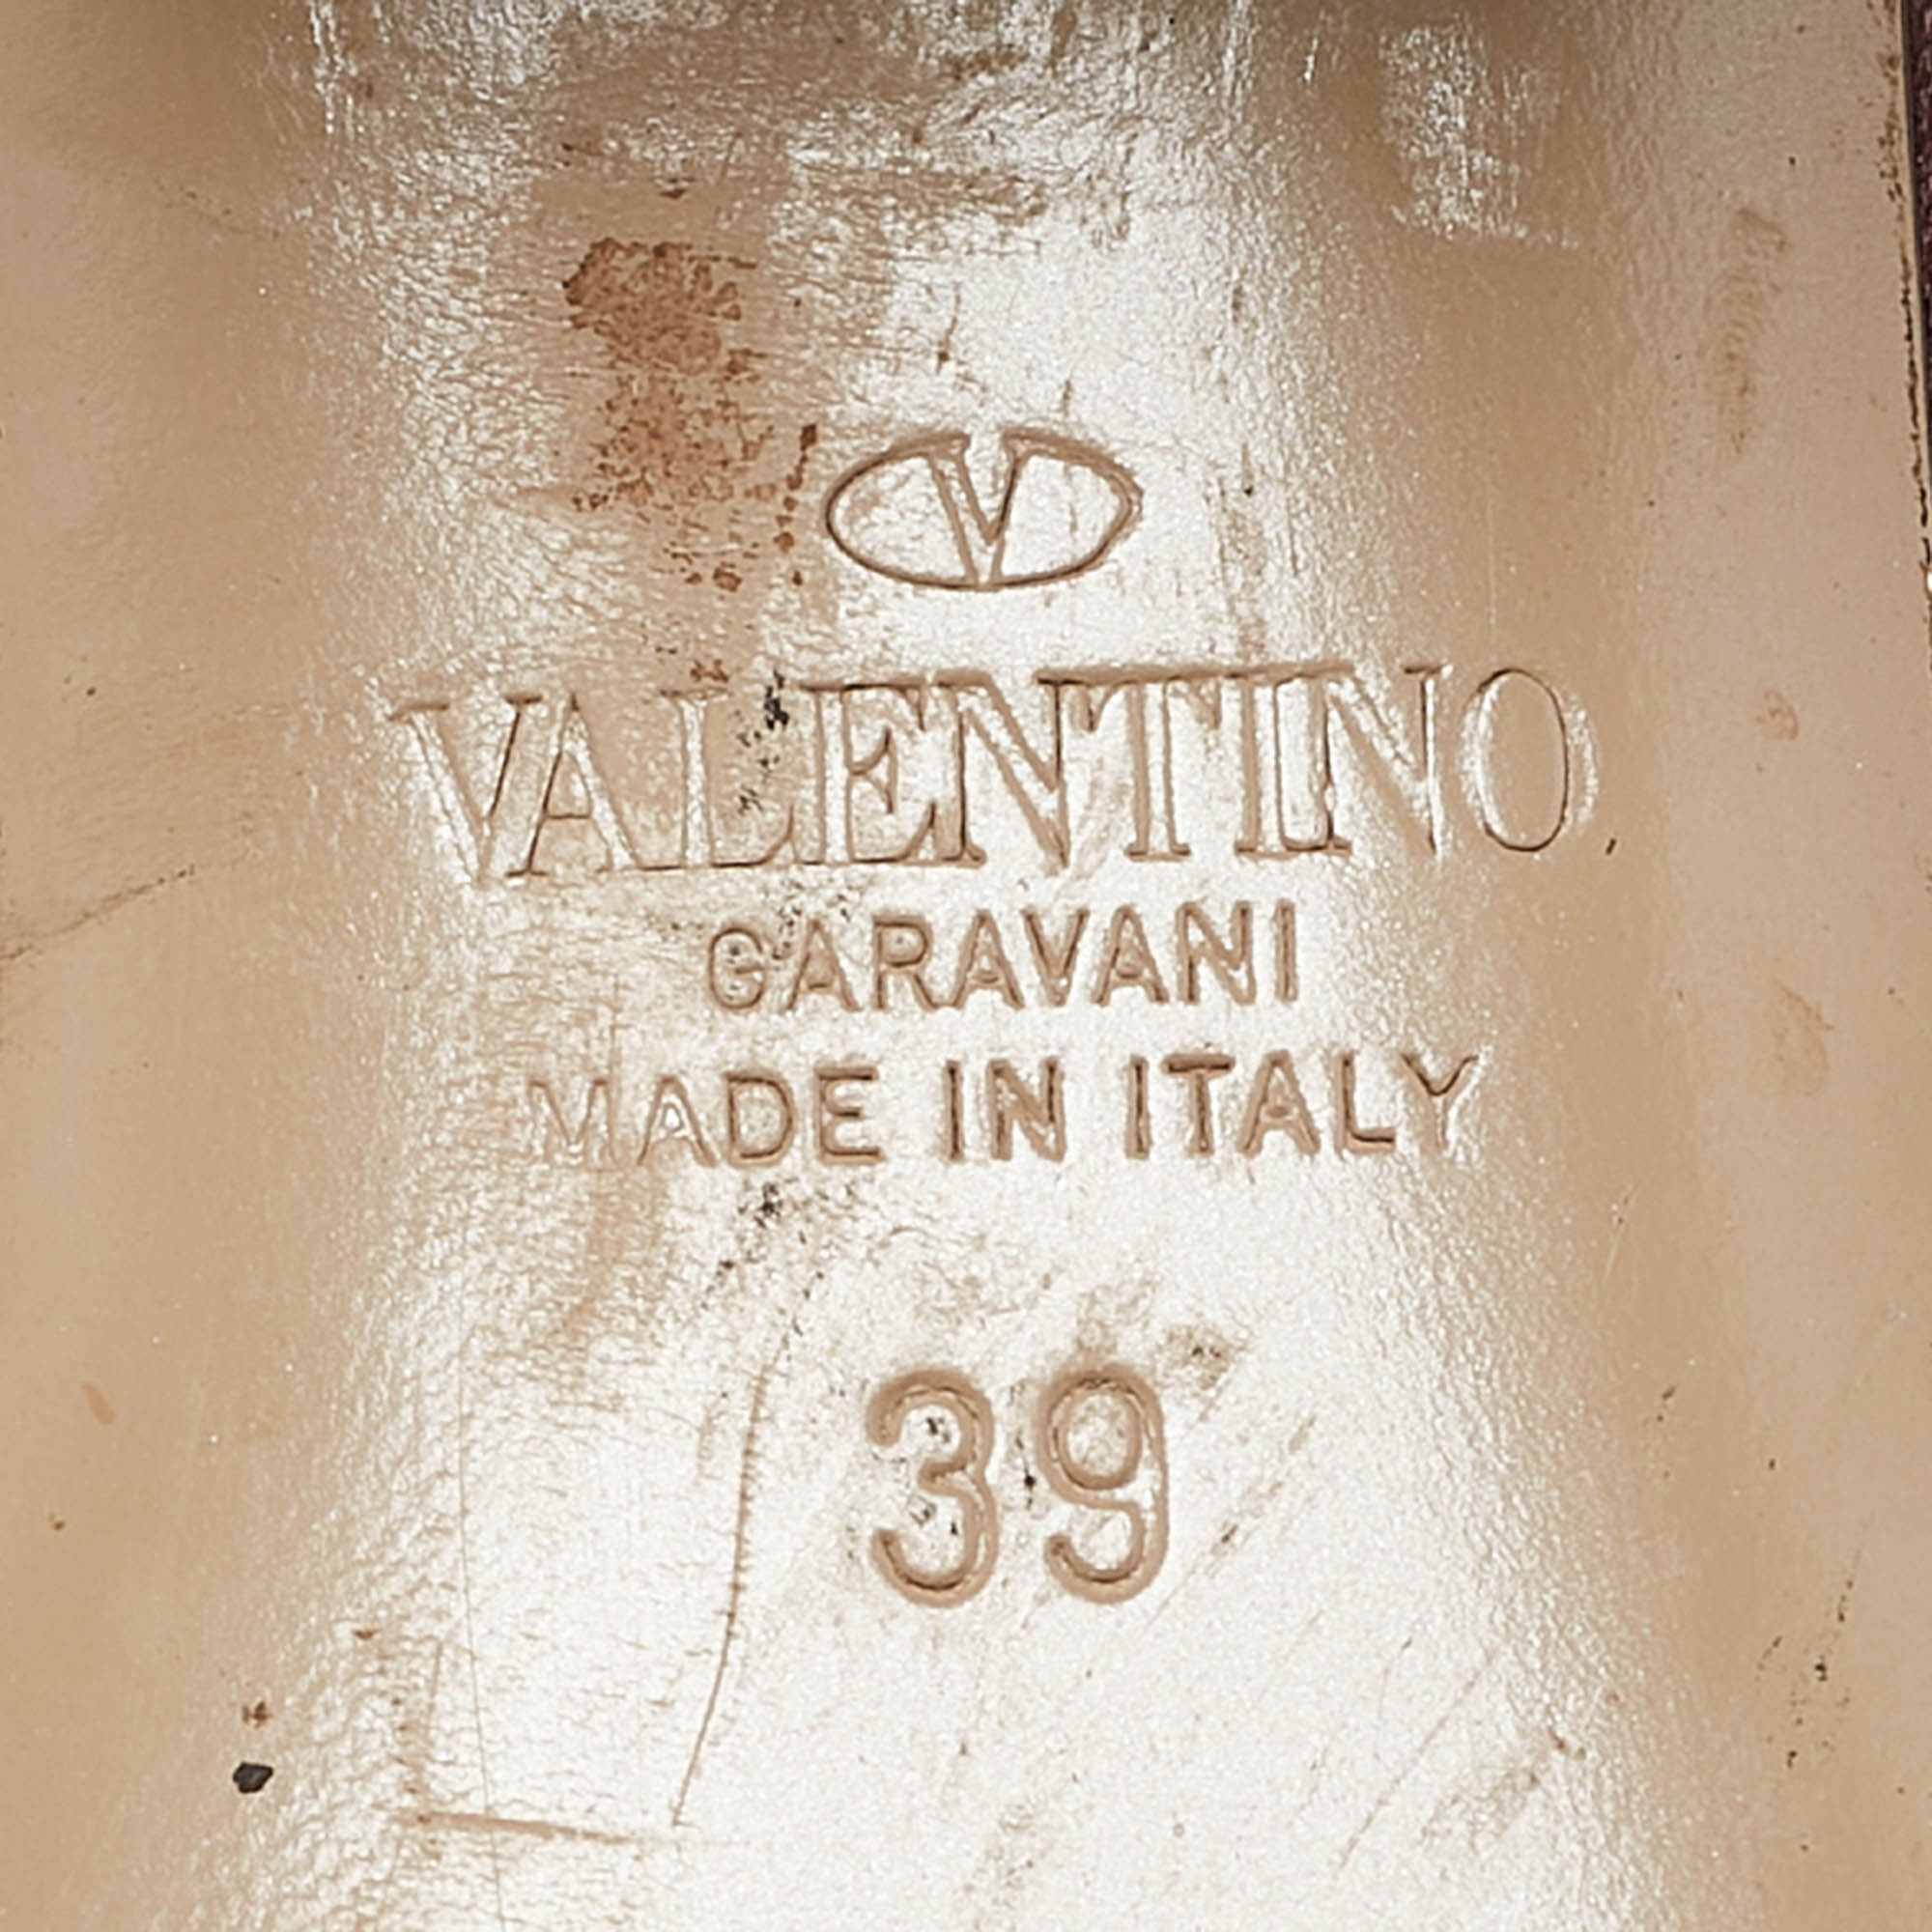 V
VALENTINO
GARAVANI
MADE IN ITALY
39